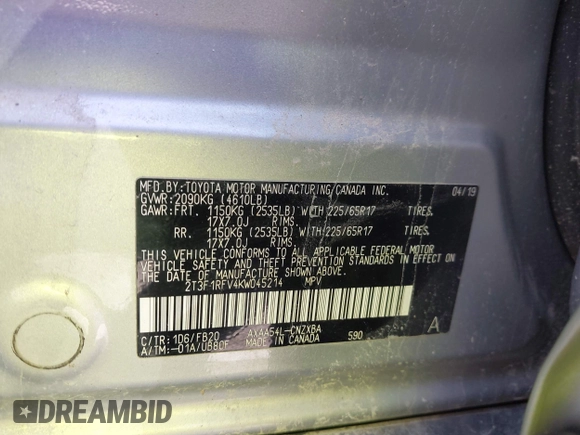 MFD.BY:TOYOTA MOTOR MANUFACTURING CANADA INC.
04/19
GVWR:2090KG (4610LB)
GAWR:FRT. 1150KG (2535LB) WITH 225/65R17 TIRES.
17X7.0J RIMS.
RR. 1150KG (2535LB) WITH 225/65R17 TIRES.
17X7.0J RIMS.
THIS VEHICLE CONFORMS TO ALL APPLICABLE FEDERAL MOTOR
VEHICLE SAFETY AND THEFT PREVENTION STANDARDS IN EFFECT
ON THE DATE OF MANUFACTURE SHOWN ABOVE.
2T3F1RFV4KW045214 MPV
C/TR:1D6/FB20 AXAA54L-CNZXBA
A/TM:-01A/UB80F MADE IN CANADA 590 A
DREAMBID